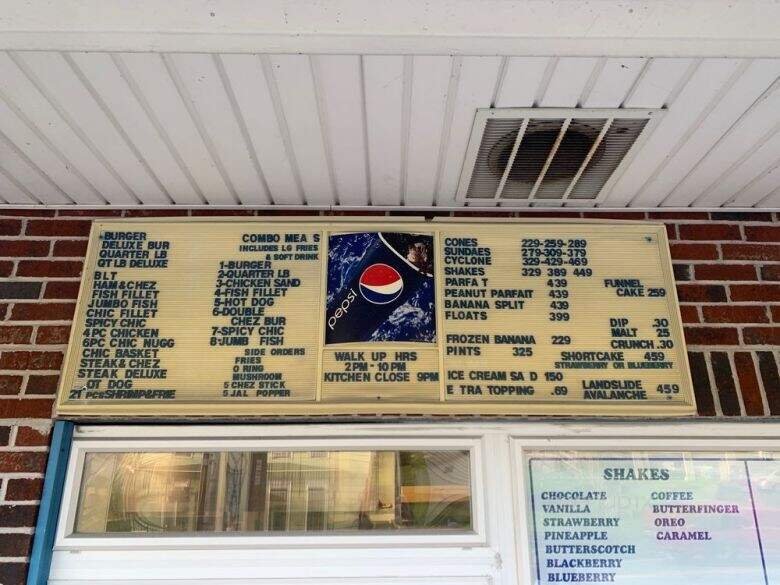 BURGER
DELUXE BUR
QUARTER LB
QT LB DELUXE
BLT
HAM&CHEZ
FISH FILLET
JUMBO FISH
CHIC FILLET
SPICY CHIC
4 PC CHICKEN
6PC CHIC NUGG
CHIC BASKET
STEAK& CHEZ
STEAK DELUXE
OT DOG
21 PCSSHRIMP&FRIE
COMBO MEA S
INCLUDES LG FRIES
& SOFT DRINK
1-BURGER
2-QUARTER LB
3-CHICKEN SAND
4-FISH FILLET
5-HOT DOG
6-DOUBLE
CHEZ BUR
7-SPICY CHIC
8-JUMB FISH
SIDE ORDERS
FRIES
O RING
MUSHROOM
5 CHEZ STICK
5 JAL POPPER
pepsi
WALK UP HRS
2PM-10PM
KITCHEN CLOSE 9PM
CONES 229-259-289
SUNDAES 279-309-379
CYCLONE 329-429-469
SHAKES 329 389 449
PARFA T 439
PEANUT PARFAIT 439
BANANA SPLIT 439
FLOATS 399
FROZEN BANANA 229
PINTS 325
ICE CREAM SA D 150
E TRA TOPPING .69
FUNNEL
CAKE 259
DIP .30
MALT 25
CRUNCH .30
SHORTCAKE 459
STRAWBERRY OR BLUEBERRY
LANDSLIDE
AVALANCHE 459
SHAKES
CHOCOLATE
VANILLA
STRAWBERRY
PINEAPPLE
BUTTERSCOTCH
BLACKBERRY
BLUEBERRY
COFFEE
BUTTERFINGER
OREO
CARAMEL